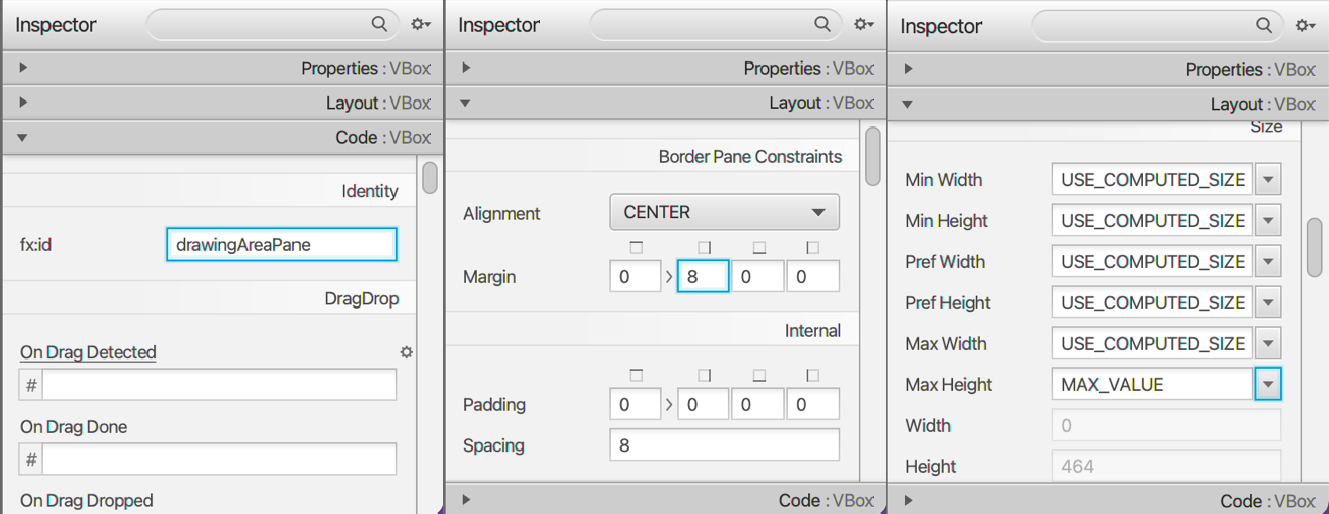 Inspector
Properties : VBox
Layout : VBox
Code : VBox
Identity
fx:id drawingAreaPane
DragDrop
On Drag Detected
#
On Drag Done
#
On Drag Dropped
Inspector
Properties : VBox
Layout : VBox
Border Pane Constraints
Alignment CENTER
Margin 0 8 0 0
Internal
Padding 0 0 0 0
Spacing 8
Code : VBox
Inspector
Properties : VBox
Layout : VBox
Size
Min Width USE_COMPUTED_SIZE
Min Height USE_COMPUTED_SIZE
Pref Width USE_COMPUTED_SIZE
Pref Height USE_COMPUTED_SIZE
Max Width USE_COMPUTED_SIZE
Max Height MAX_VALUE
Width 0
Height 464
Code : VBox